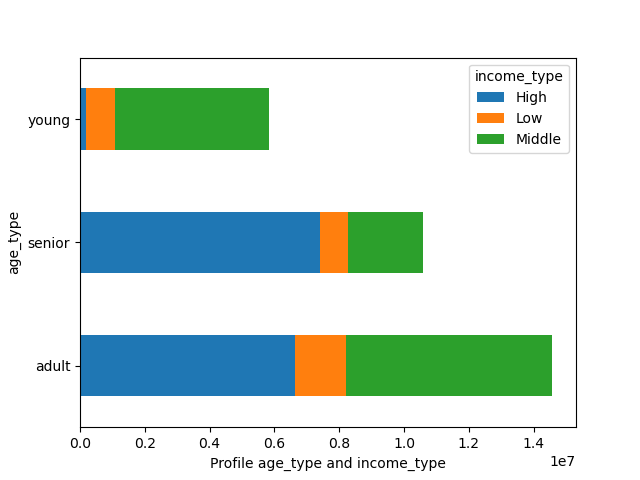 income_type
High
Low
Middle
young
senior
adult
age_type
0.0 0.2 0.4 0.6 0.8 1.0 1.2 1.4
1e7
Profile age_type and income_type